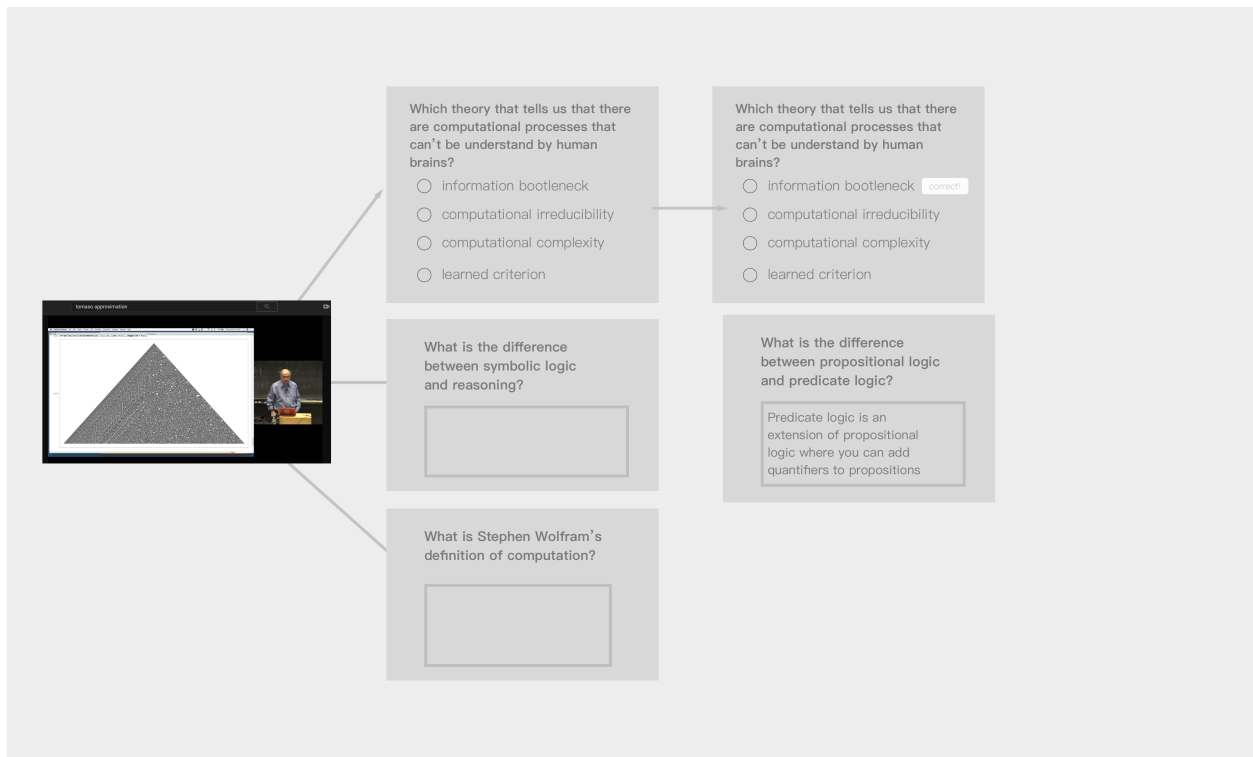 Which theory that tells us that there
are computational processes that
can’t be understand by human
brains?
information bootleneck
computational irreducibility
computational complexity
learned criterion
Which theory that tells us that there
are computational processes that
can’t be understand by human
brains?
information bootleneck correct!
computational irreducibility
computational complexity
learned criterion
tomano approximation
What is the difference
between symbolic logic
and reasoning?
What is the difference
between propositional logic
and predicate logic?
Predicate logic is an
extension of propositional
logic where you can add
quantifiers to propositions
What is Stephen Wolfram’s
definition of computation?